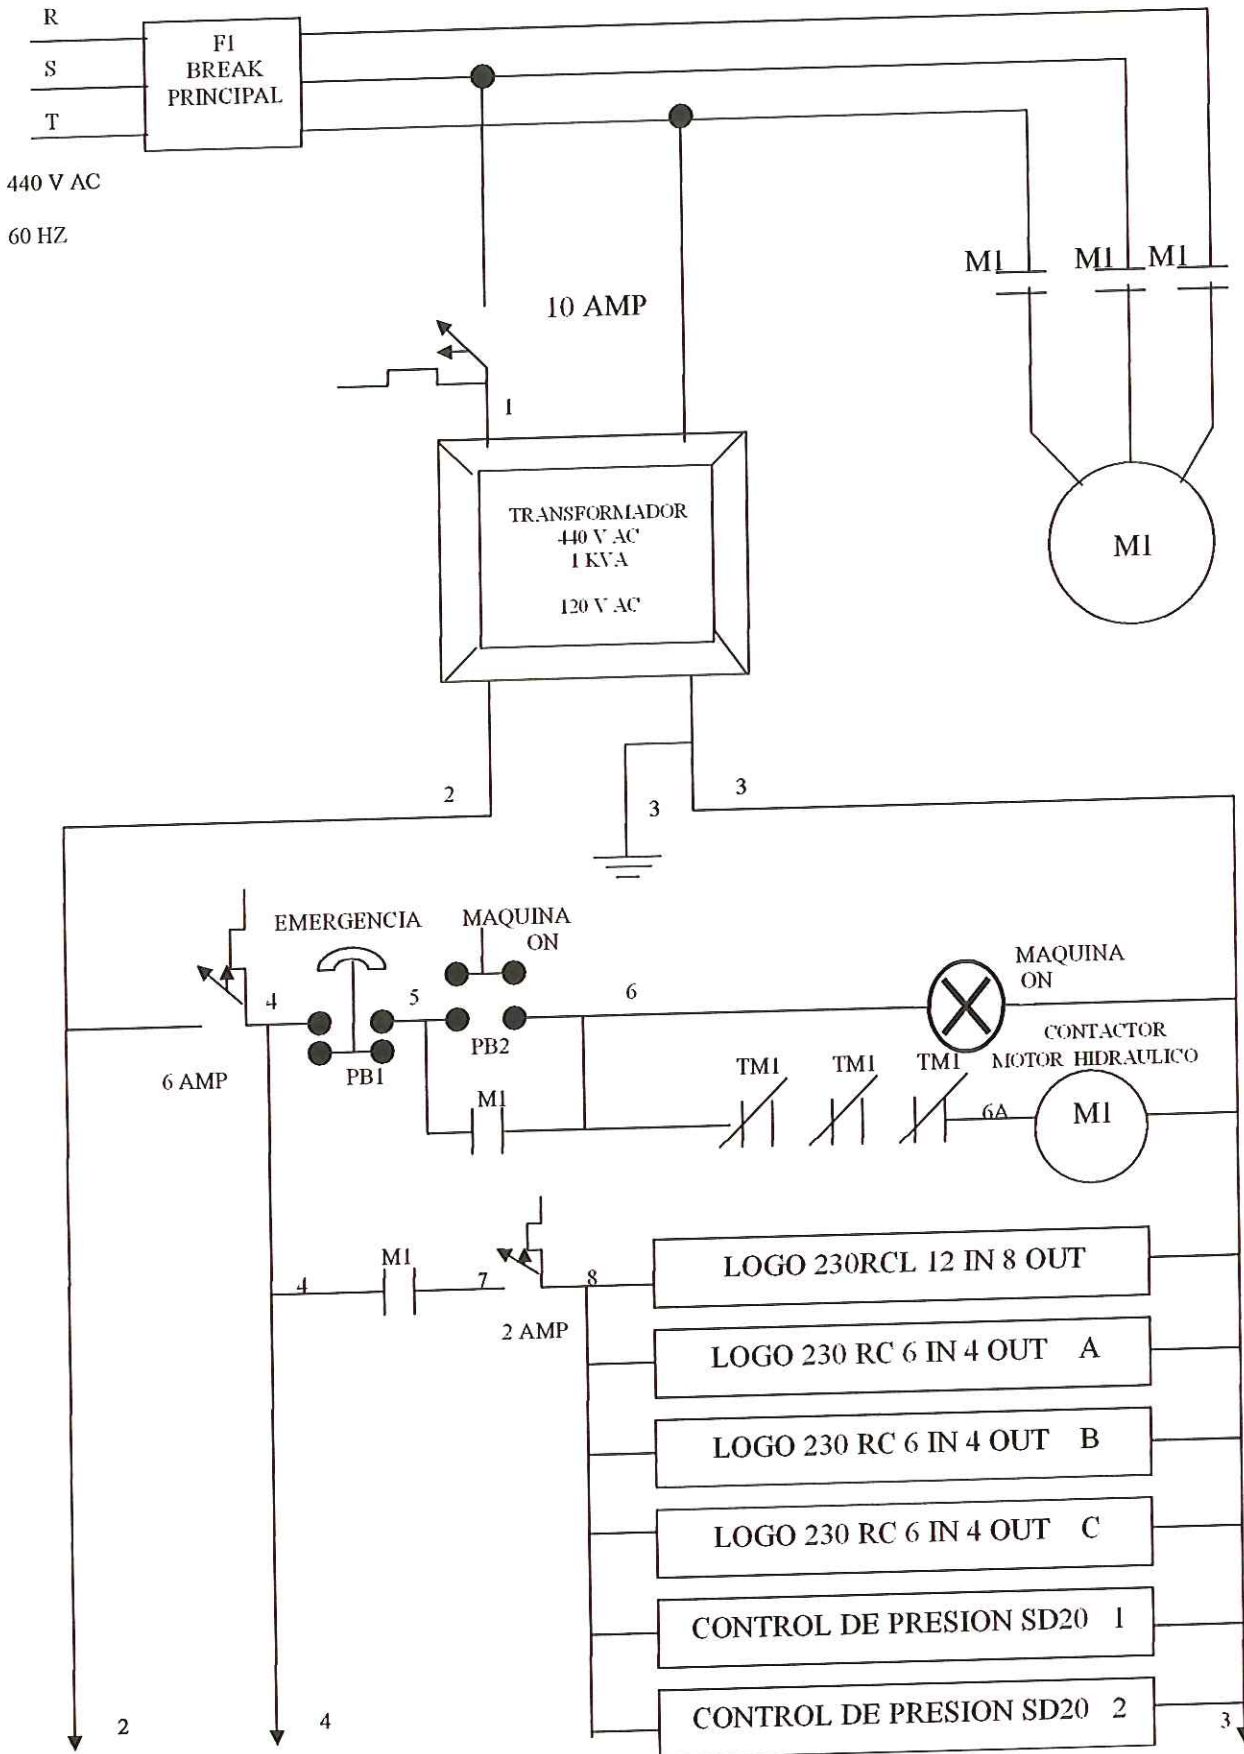 R
S
T
F1
BREAK
PRINCIPAL
440 V AC
60 HZ
10 AMP
M1
M1
M1
1
TRANSFORMADOR
440 V AC
1 KVA
120 V AC
M1
2
3
3
EMERGENCIA
MAQUINA
ON
4
5
6
MAQUINA
ON
PB1
PB2
6 AMP
CONTACTOR
MOTOR HIDRAULICO
TM1
TM1
TM1
M1
6A
M1
4
M1
7
8
2 AMP
LOGO 230RCL 12 IN 8 OUT
LOGO 230 RC 6 IN 4 OUT A
LOGO 230 RC 6 IN 4 OUT B
LOGO 230 RC 6 IN 4 OUT C
CONTROL DE PRESION SD20 1
CONTROL DE PRESION SD20 2
2
4
3